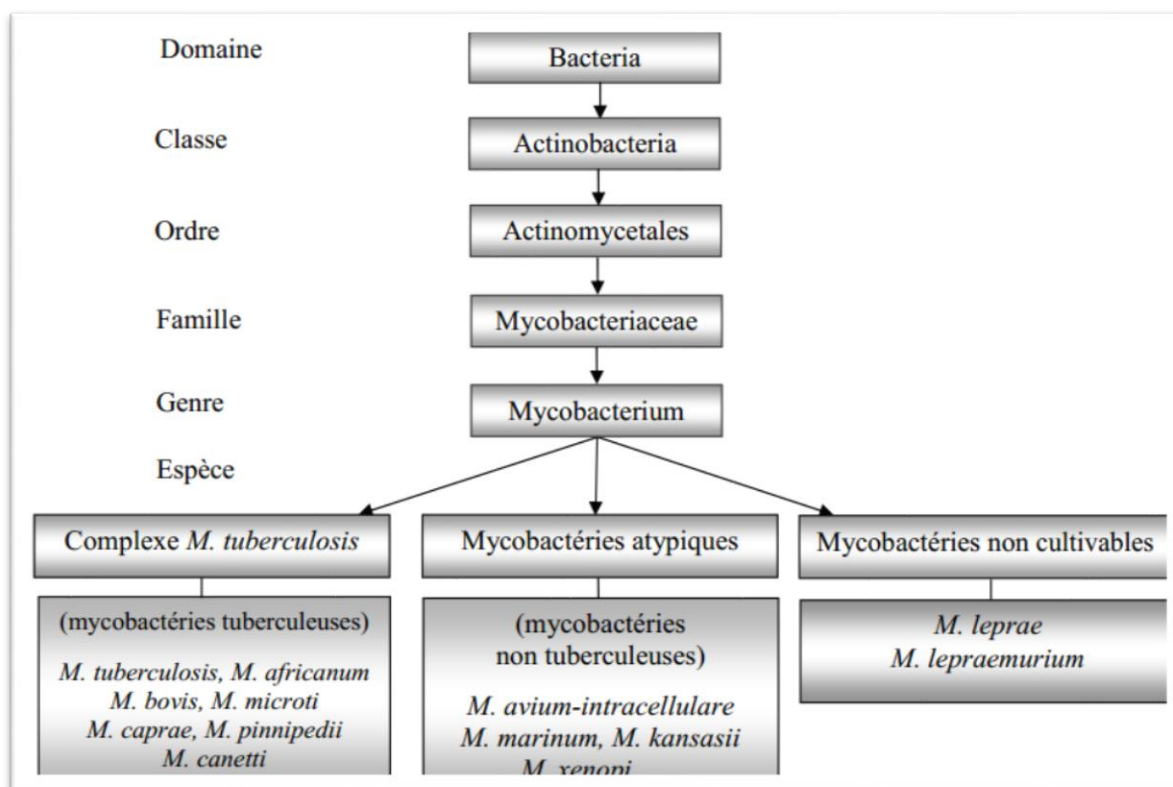 Domaine
Bacteria
Classe
Actinobacteria
Ordre
Actinomycetales
Famille
Mycobacteriaceae
Genre
Mycobacterium
Espèce
Complexe M. tuberculosis
Mycobactéries atypiques
Mycobactéries non cultivables
(mycobactéries tuberculeuses)
M. tuberculosis, M. africanum
M. bovis, M. microti
M. caprae, M. pinnipedii
M. canetti
(mycobactéries
non tuberculeuses)
M. avium-intracellulare
M. marinum, M. kansasii
M. xenopi
M. leprae
M. lepraemurium